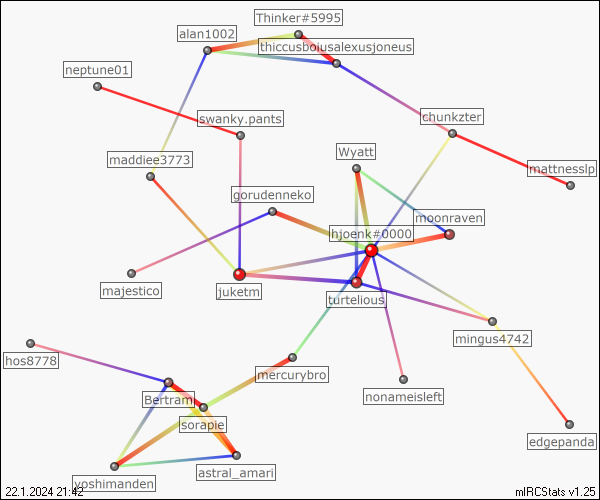 Thinker#5995
alan1002
thiccusboiusalexusjoneus
neptune01
swanky.pants
chunkzter
maddiee3773
Wyatt
mattnesslp
gorudenneko
moonraven
hjoenk#0000
majestico
juketm
turtelious
mingus4742
hos8778
mercurybro
nonameisleft
Bertram
sorapie
edgepanda
yoshimanden
astral_amari
22.1.2024 21:42
mIRCStats v1.25